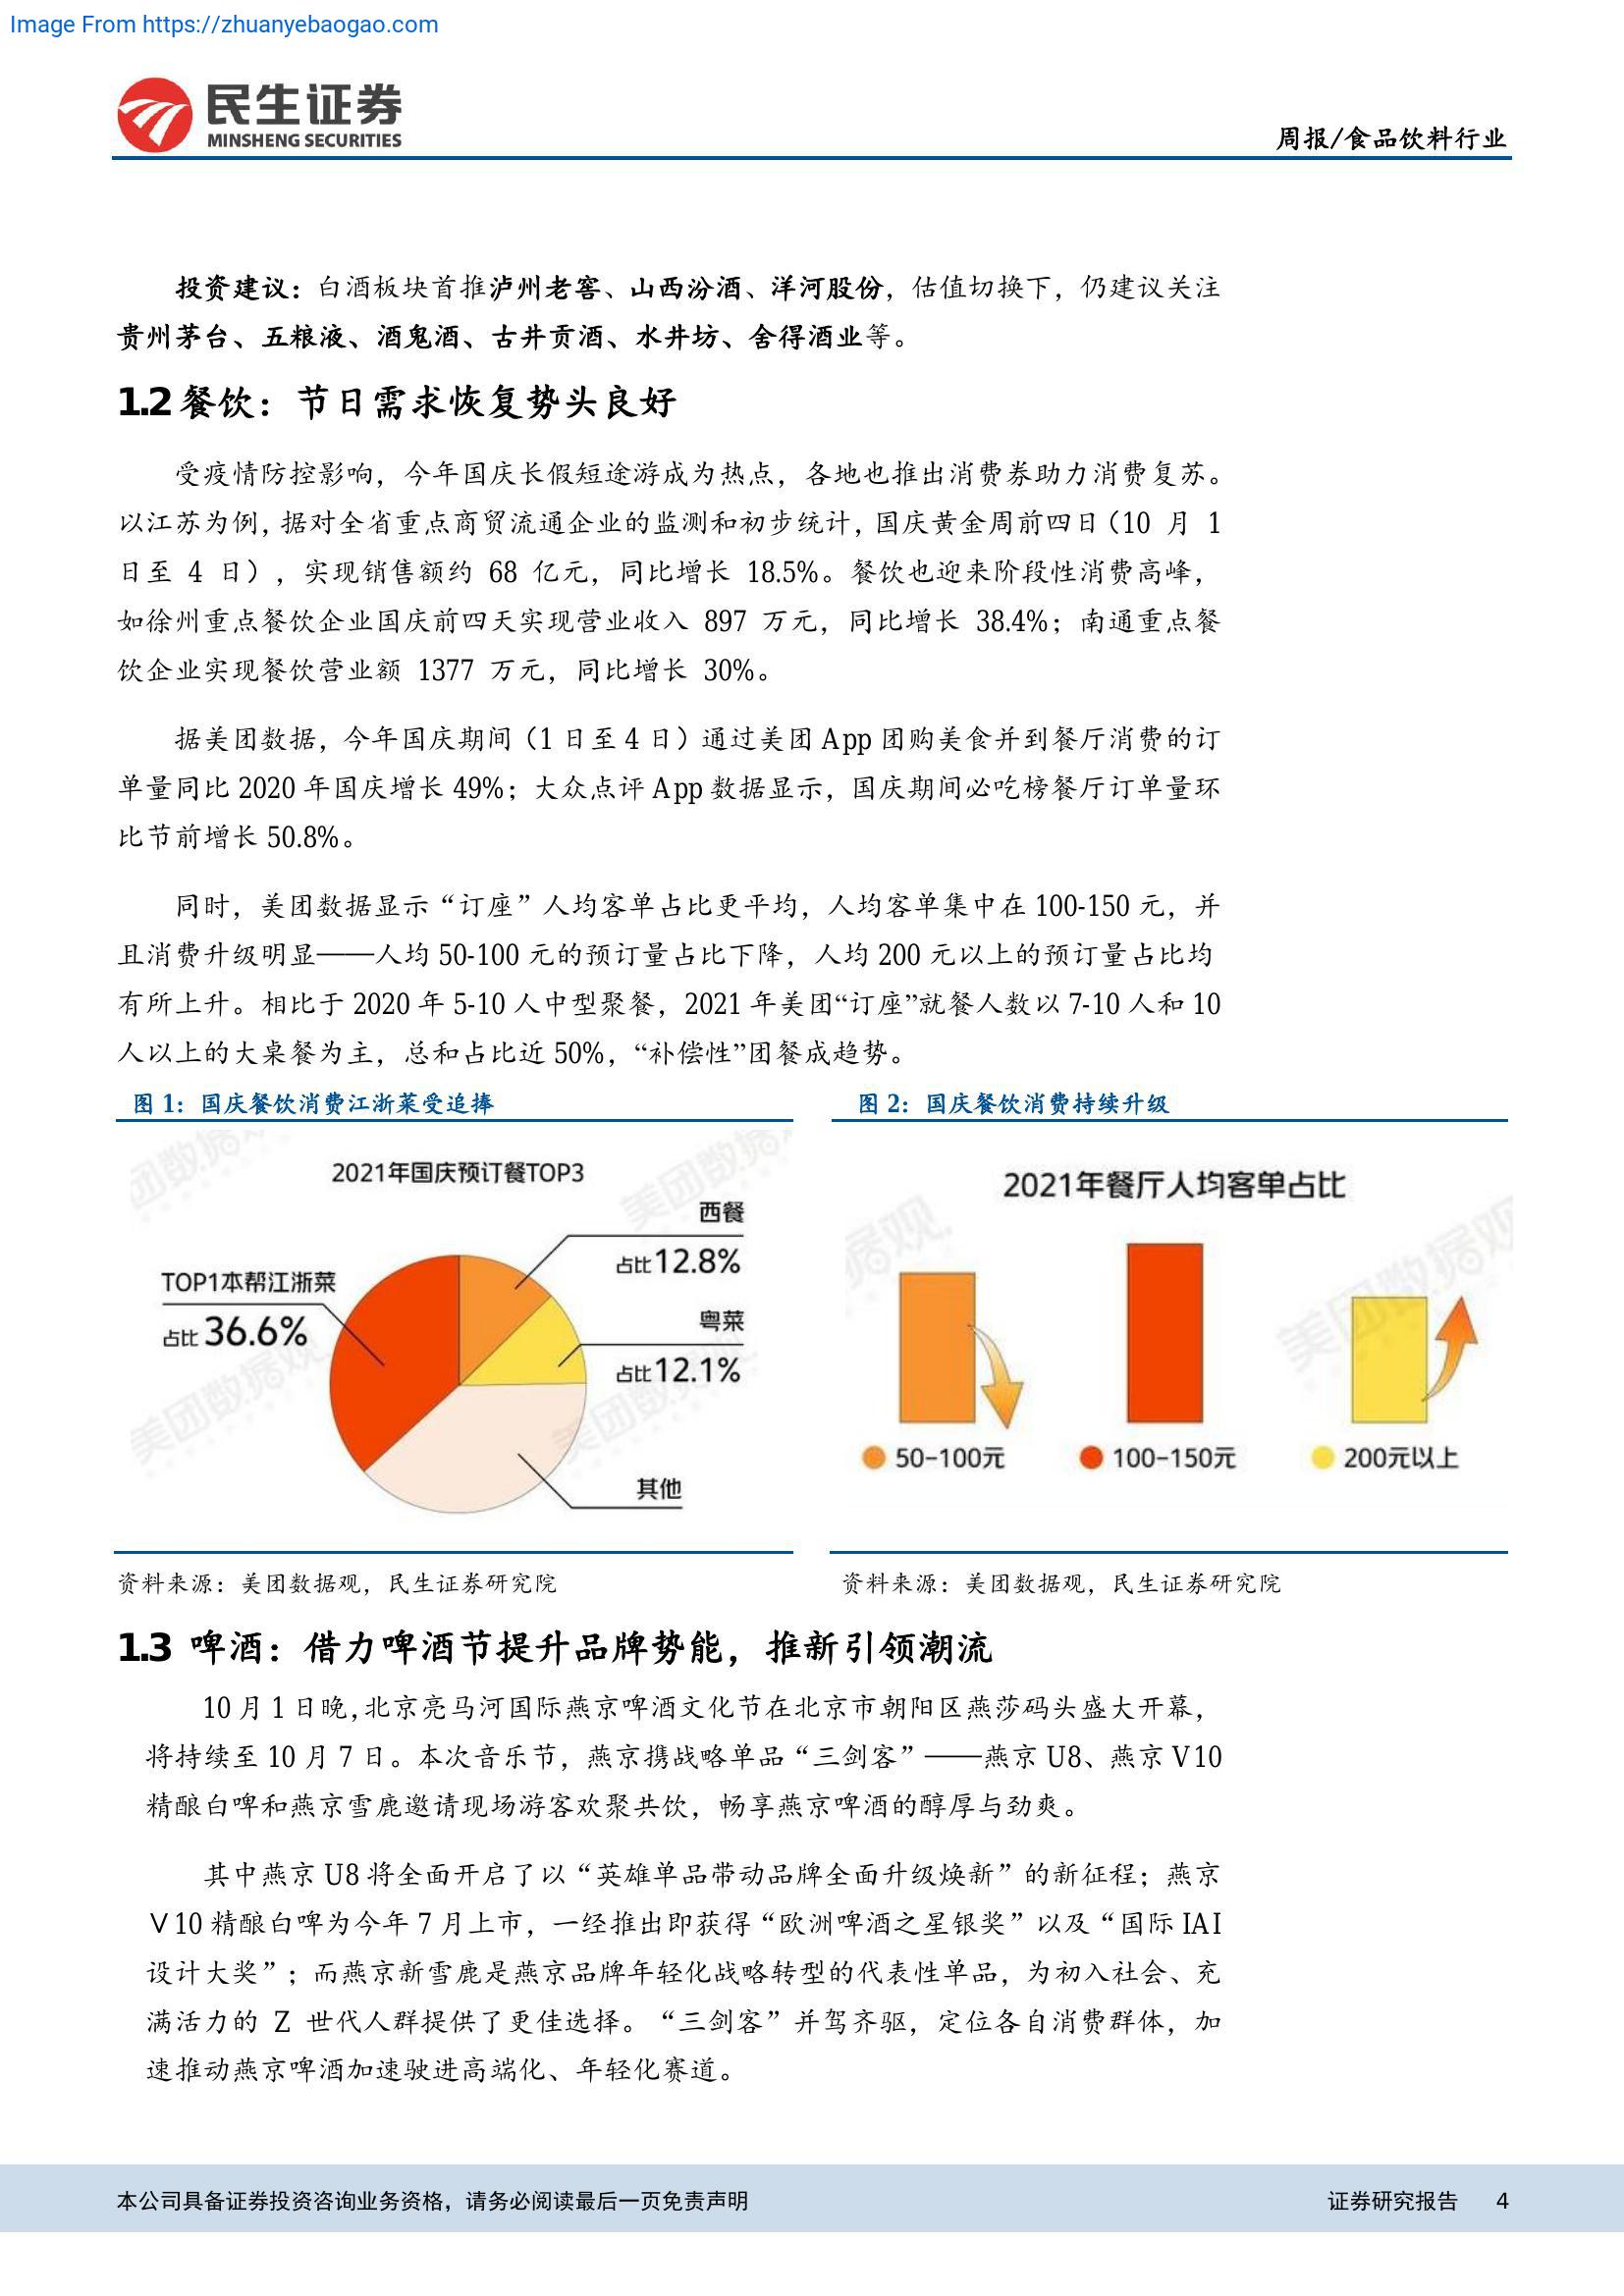 Image From https://zhuanyebaogao.com
民生证券
MINSHENG SECURITIES
周报/食品饮料行业
投资建议：白酒板块首推泸州老窖、山西汾酒、洋河股份，估值切换下，仍建议关注
贵州茅台、五粮液、酒鬼酒、古井贡酒、水井坊、舍得酒业等。
1.2 餐饮：节日需求恢复势头良好
受疫情防控影响，今年国庆长假短途游成为热点，各地也推出消费券助力消费复苏。
以江苏为例，据对全省重点商贸流通企业的监测和初步统计，国庆黄金周前四日（10 月 1
日至 4 日），实现销售额约 68 亿元，同比增长 18.5%。餐饮也迎来阶段性消费高峰，
如徐州重点餐饮企业国庆前四天实现营业收入 897 万元，同比增长 38.4%；南通重点餐
饮企业实现餐饮营业额 1377 万元，同比增长 30%。
据美团数据，今年国庆期间（1 日至 4 日）通过美团 App 团购美食并到餐厅消费的订
单量同比 2020 年国庆增长 49%；大众点评 App 数据显示，国庆期间必吃榜餐厅订单量环
比节前增长 50.8%。
同时，美团数据显示“订座”人均客单占比更平均，人均客单集中在 100-150 元，并
且消费升级明显——人均 50-100 元的预订量占比下降，人均 200 元以上的预订量占比均
有所上升。相比于 2020 年 5-10 人中型聚餐，2021 年美团“订座”就餐人数以 7-10 人和 10
人以上的大桌餐为主，总和占比近 50%，“补偿性”团餐成趋势。
图 1：国庆餐饮消费江浙菜受追捧
2021年国庆预订餐TOP3
西餐
占比12.8%
TOP1本帮江浙菜
占比 36.6%
粤菜
占比12.1%
其他
美团数据观
资料来源：美团数据观，民生证券研究院
图 2：国庆餐饮消费持续升级
2021年餐厅人均客单占比
50-100元
100-150元
200元以上
美团数据观
资料来源：美团数据观，民生证券研究院
1.3 啤酒：借力啤酒节提升品牌势能，推新引领潮流
10 月 1 日晚，北京亮马河国际燕京啤酒文化节在北京市朝阳区燕莎码头盛大开幕，
将持续至 10 月 7 日。本次音乐节，燕京携战略单品“三剑客”——燕京 U8、燕京 V10
精酿白啤和燕京雪鹿邀请现场游客欢聚共饮，畅享燕京啤酒的醇厚与劲爽。
其中燕京 U8 将全面开启了以“英雄单品带动品牌全面升级焕新”的新征程；燕京
V10 精酿白啤为今年 7 月上市，一经推出即获得“欧洲啤酒之星银奖”以及“国际 IAI
设计大奖”；而燕京新雪鹿是燕京品牌年轻化战略转型的代表性单品，为初入社会、充
满活力的 Z 世代人群提供了更佳选择。“三剑客”并驾齐驱，定位各自消费群体，加
速推动燕京啤酒加速驶进高端化、年轻化赛道。
本公司具备证券投资咨询业务资格，请务必阅读最后一页免责声明
证券研究报告 4